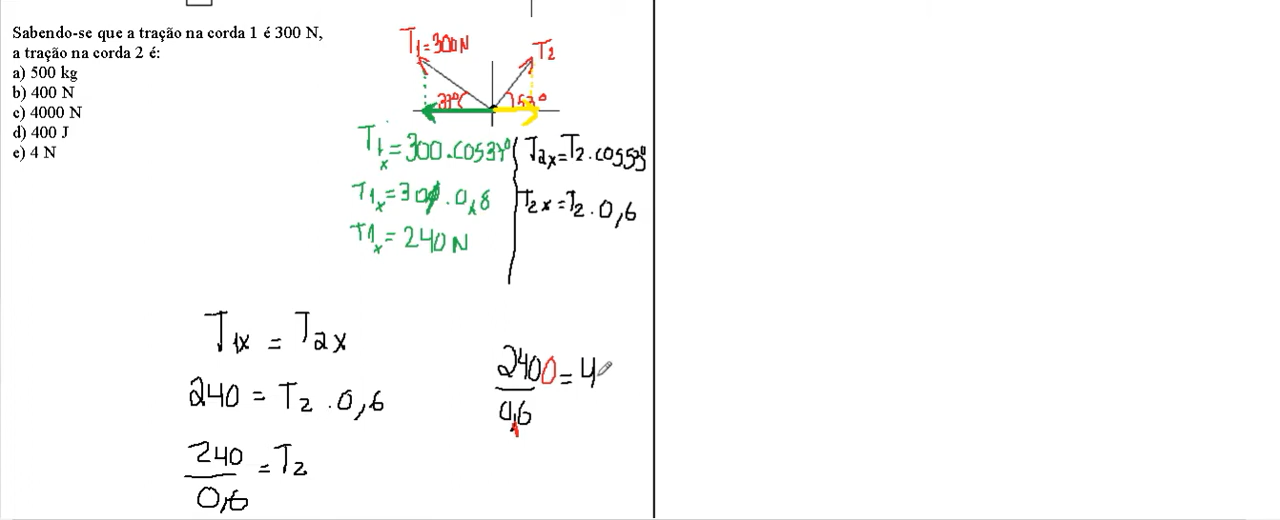 Sabendo-se que a tração na corda 1 é 300 N,
a tração na corda 2 é:
a) 500 kg
b) 400 N
c) 4000 N
d) 400 J
e) 4 N
T1=300N
T2
37°
53°
T1x=300.cos37°
T1x=300.0,8
T1x=240N
T2x=T2.cos53°
T2x=T2.0,6
T1x = T2x
240 = T2 .0,6
240
0,6
=T2
2400
0,6
=4